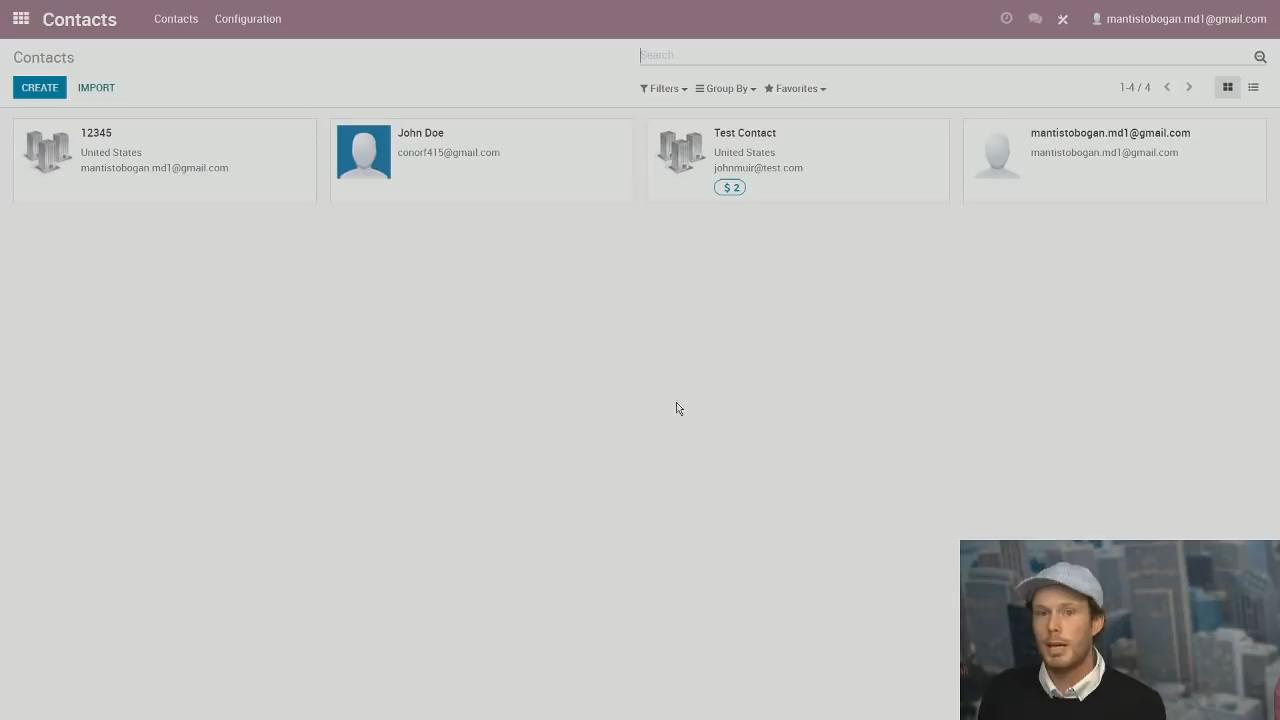 Contacts
Contacts
Configuration
mantistobogan.md1@gmail.com
Contacts
Search...
CREATE
IMPORT
Filters
Group By
Favorites
1-4 / 4
12345
United States
mantistobogan.md1@gmail.com
John Doe
conorf415@gmail.com
Test Contact
United States
johnmuir@test.com
$ 2
mantistobogan.md1@gmail.com
mantistobogan.md1@gmail.com